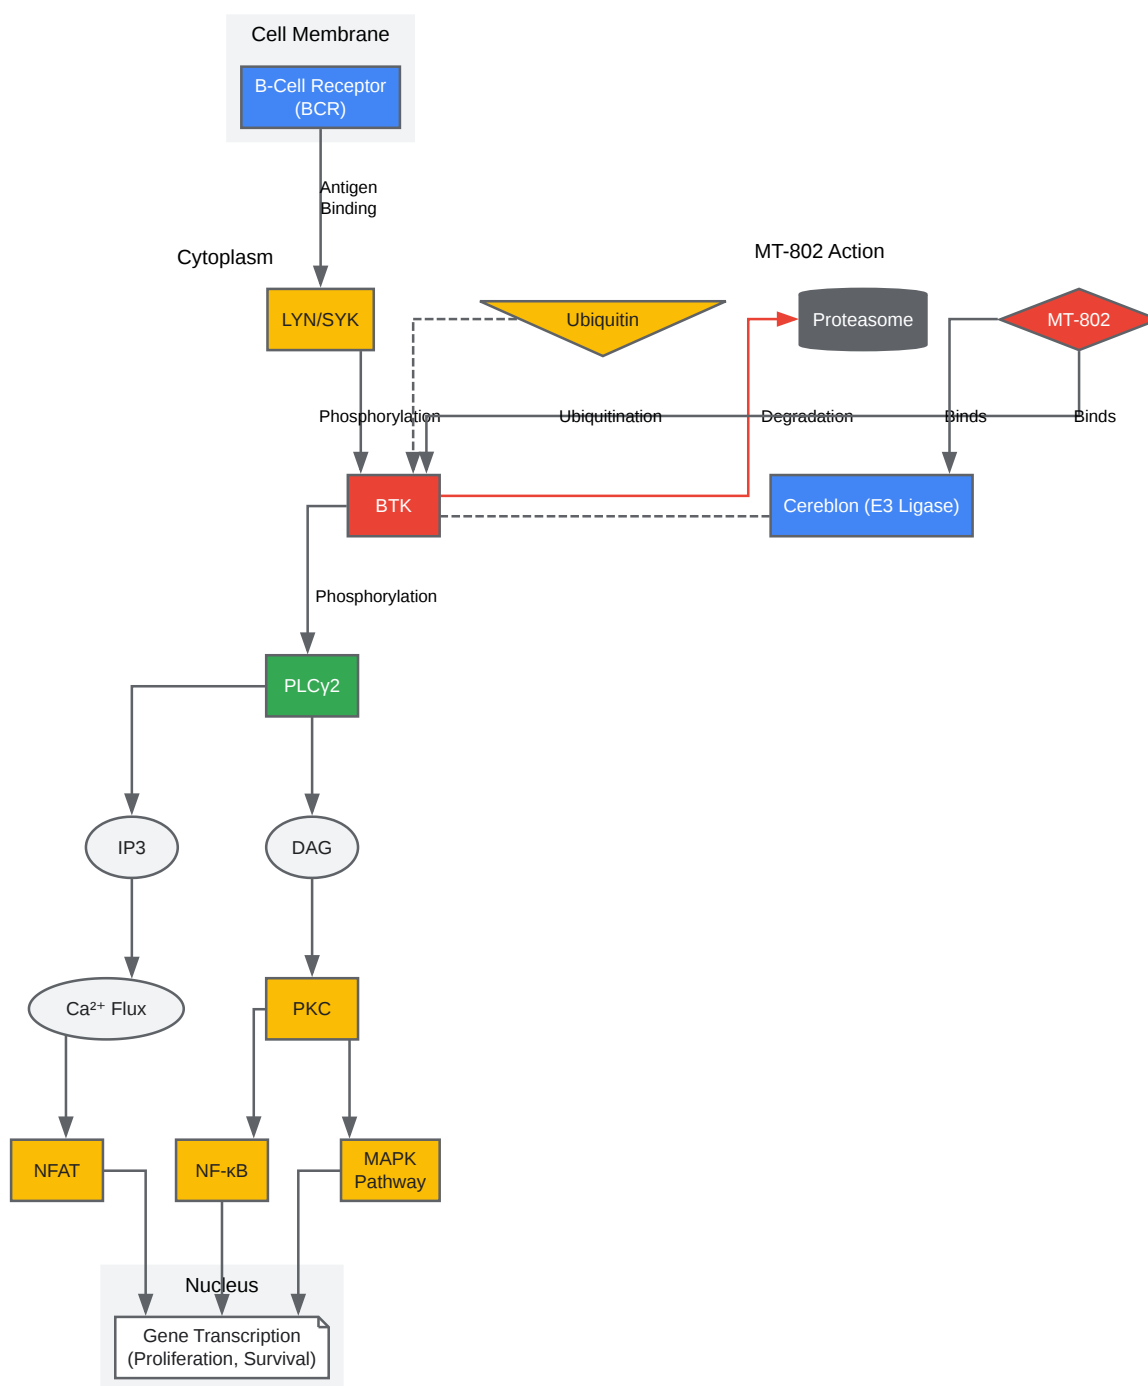 Cell Membrane
B-Cell Receptor
(BCR)
Antigen
Binding
Cytoplasm
MT-802 Action
LYN/SYK
Ubiquitin
Proteasome
MT-802
Phosphorylation
Ubiquitination
Degradation
Binds
Binds
BTK
Cereblon (E3 Ligase)
Phosphorylation
PLCγ2
IP3
DAG
Ca²⁺ Flux
PKC
NFAT
NF-κB
MAPK
Pathway
Nucleus
Gene Transcription
(Proliferation, Survival)